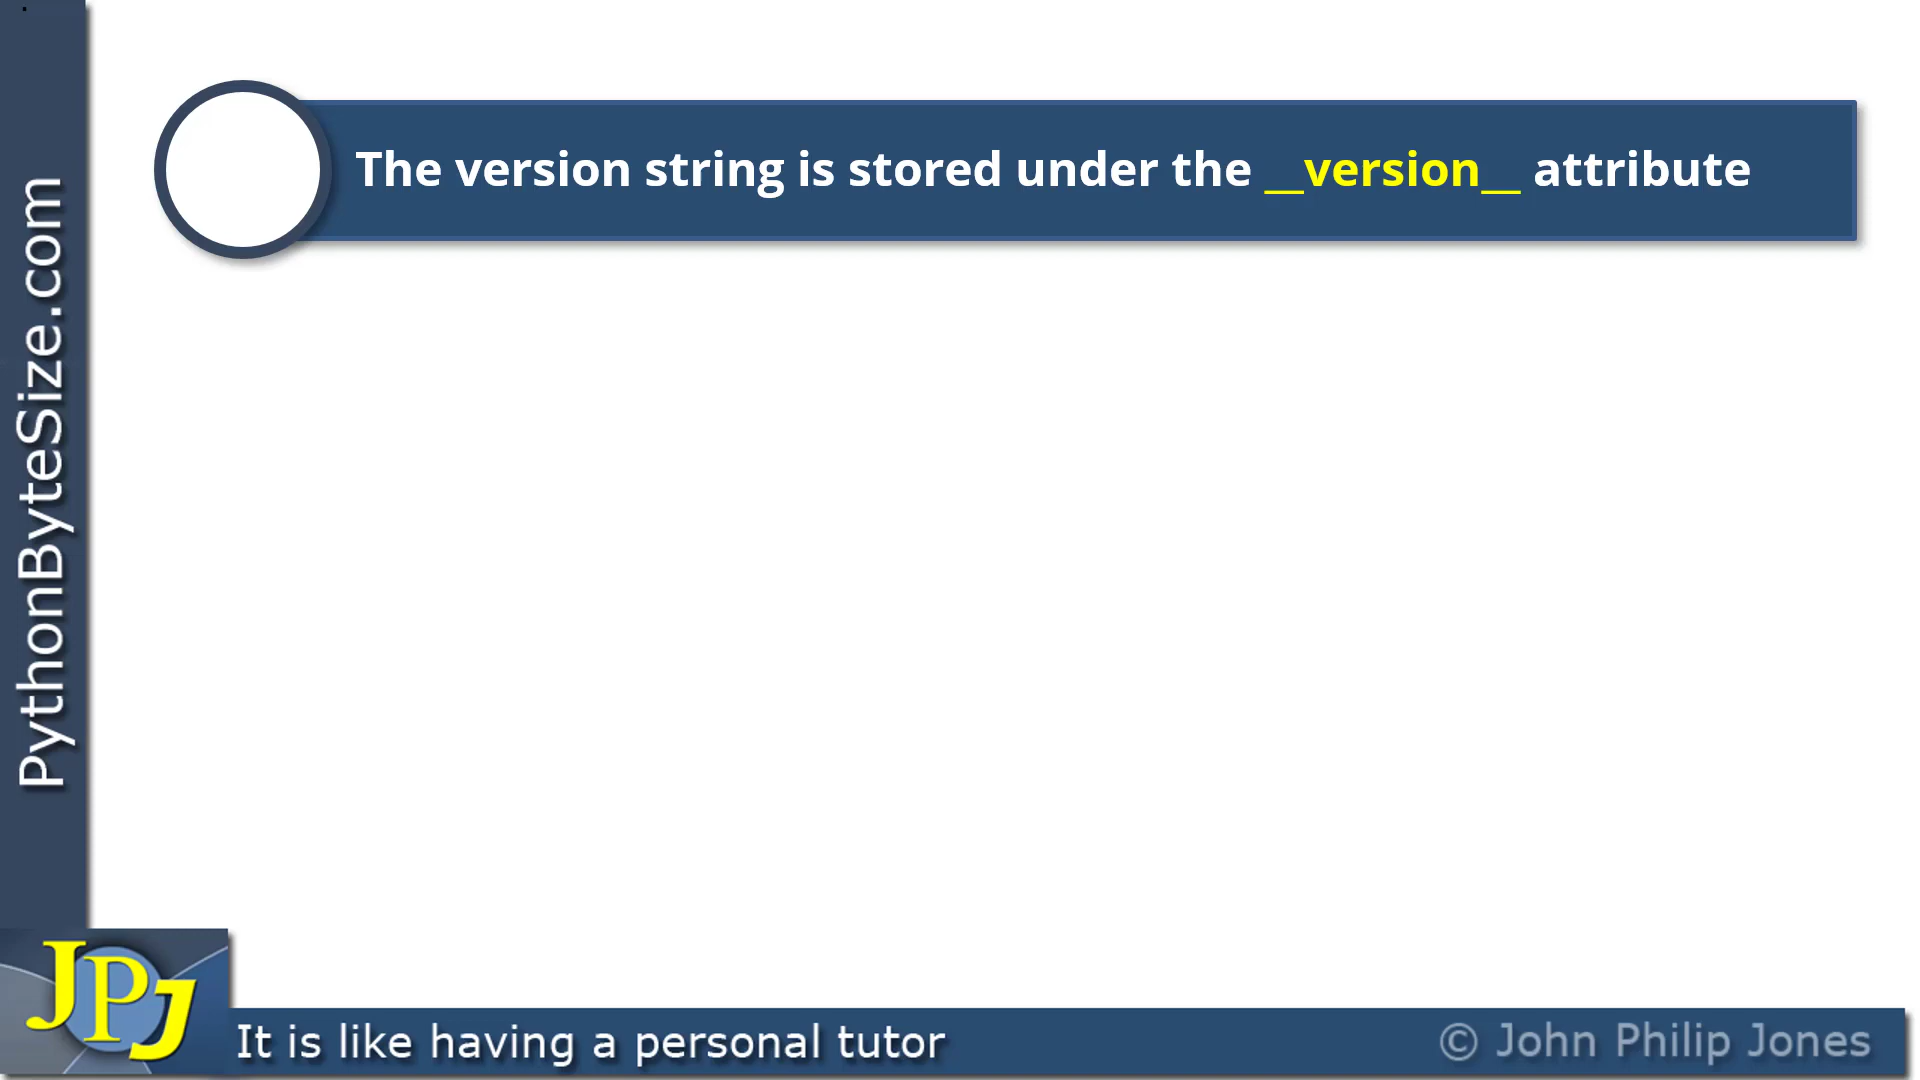 The version string is stored under the __version__ attribute
PythonByteSize.com
JPJ
It is like having a personal tutor
© John Philip Jones